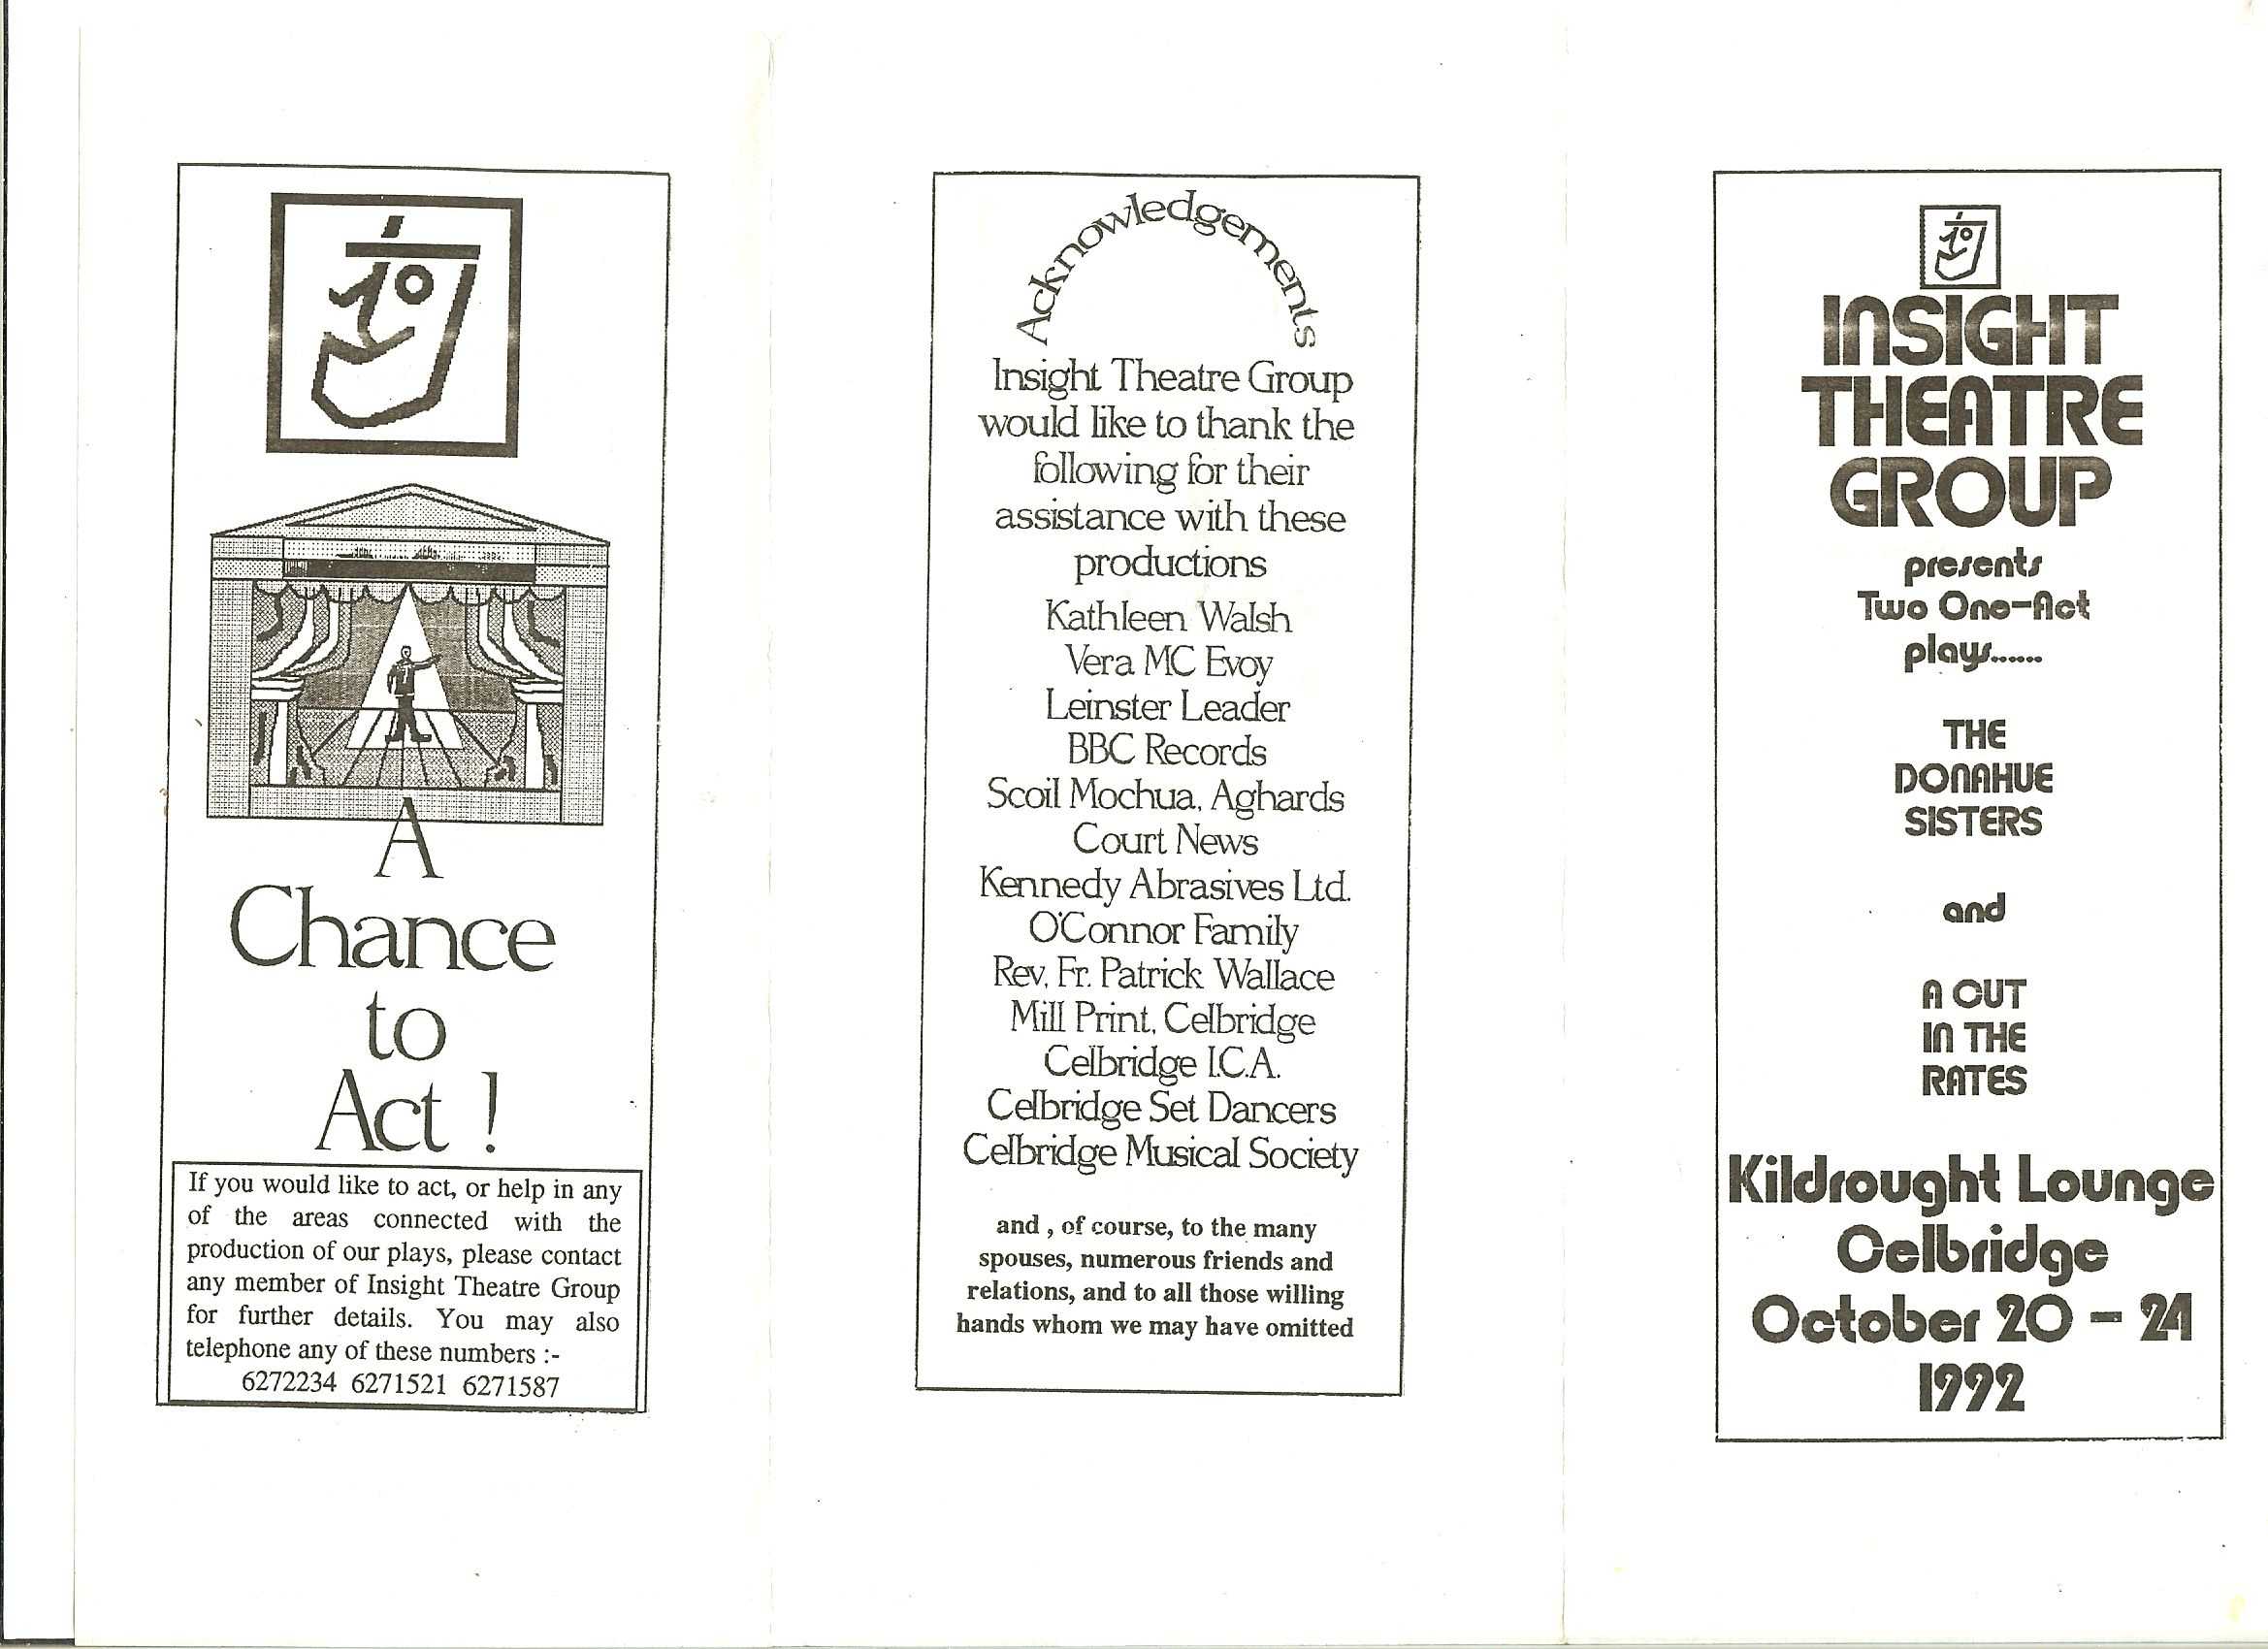 A
Chance
to
Act !
If you would like to act, or help in any
of the areas connected with the
production of our plays, please contact
any member of Insight Theatre Group
for further details. You may also
telephone any of these numbers :-
6272234 6271521 6271587
Acknowledgements
Insight Theatre Group
would like to thank the
following for their
assistance with these
productions
Kathleen Walsh
Vera MC Evoy
Leinster Leader
BBC Records
Scoil Mochua, Aghards
Court News
Kennedy Abrasives Ltd.
O'Connor Family
Rev. Fr. Patrick Wallace
Mill Print, Celbridge
Celbridge I.C.A.
Celbridge Set Dancers
Celbridge Musical Society
and , of course, to the many
spouses, numerous friends and
relations, and to all those willing
hands whom we may have omitted
INSIGHT
THEATRE
GROUP
presents
Two One-Act
plays......
THE
DONAHUE
SISTERS
and
A CUT
IN THE
RATES
Kildrought Lounge
Celbridge
October 20 - 24
1992